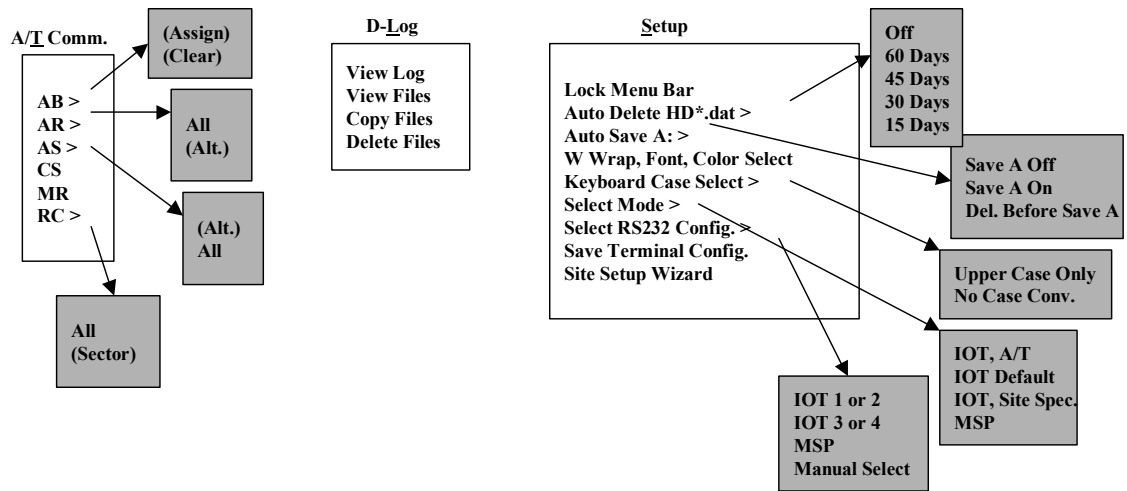 A/T Comm.
AB >
AR >
AS >
CS
MR
RC >
(Assign)
(Clear)
All
(Alt.)
(Alt.)
All
All
(Sector)
D-Log
View Log
View Files
Copy Files
Delete Files
Setup
Lock Menu Bar
Auto Delete HD*.dat >
Auto Save A: >
W Wrap, Font, Color Select
Keyboard Case Select >
Select Mode >
Select RS232 Config. >
Save Terminal Config.
Site Setup Wizard
Off
60 Days
45 Days
30 Days
15 Days
Save A Off
Save A On
Del. Before Save A
Upper Case Only
No Case Conv.
IOT, A/T
IOT Default
IOT, Site Spec.
MSP
IOT 1 or 2
IOT 3 or 4
MSP
Manual Select